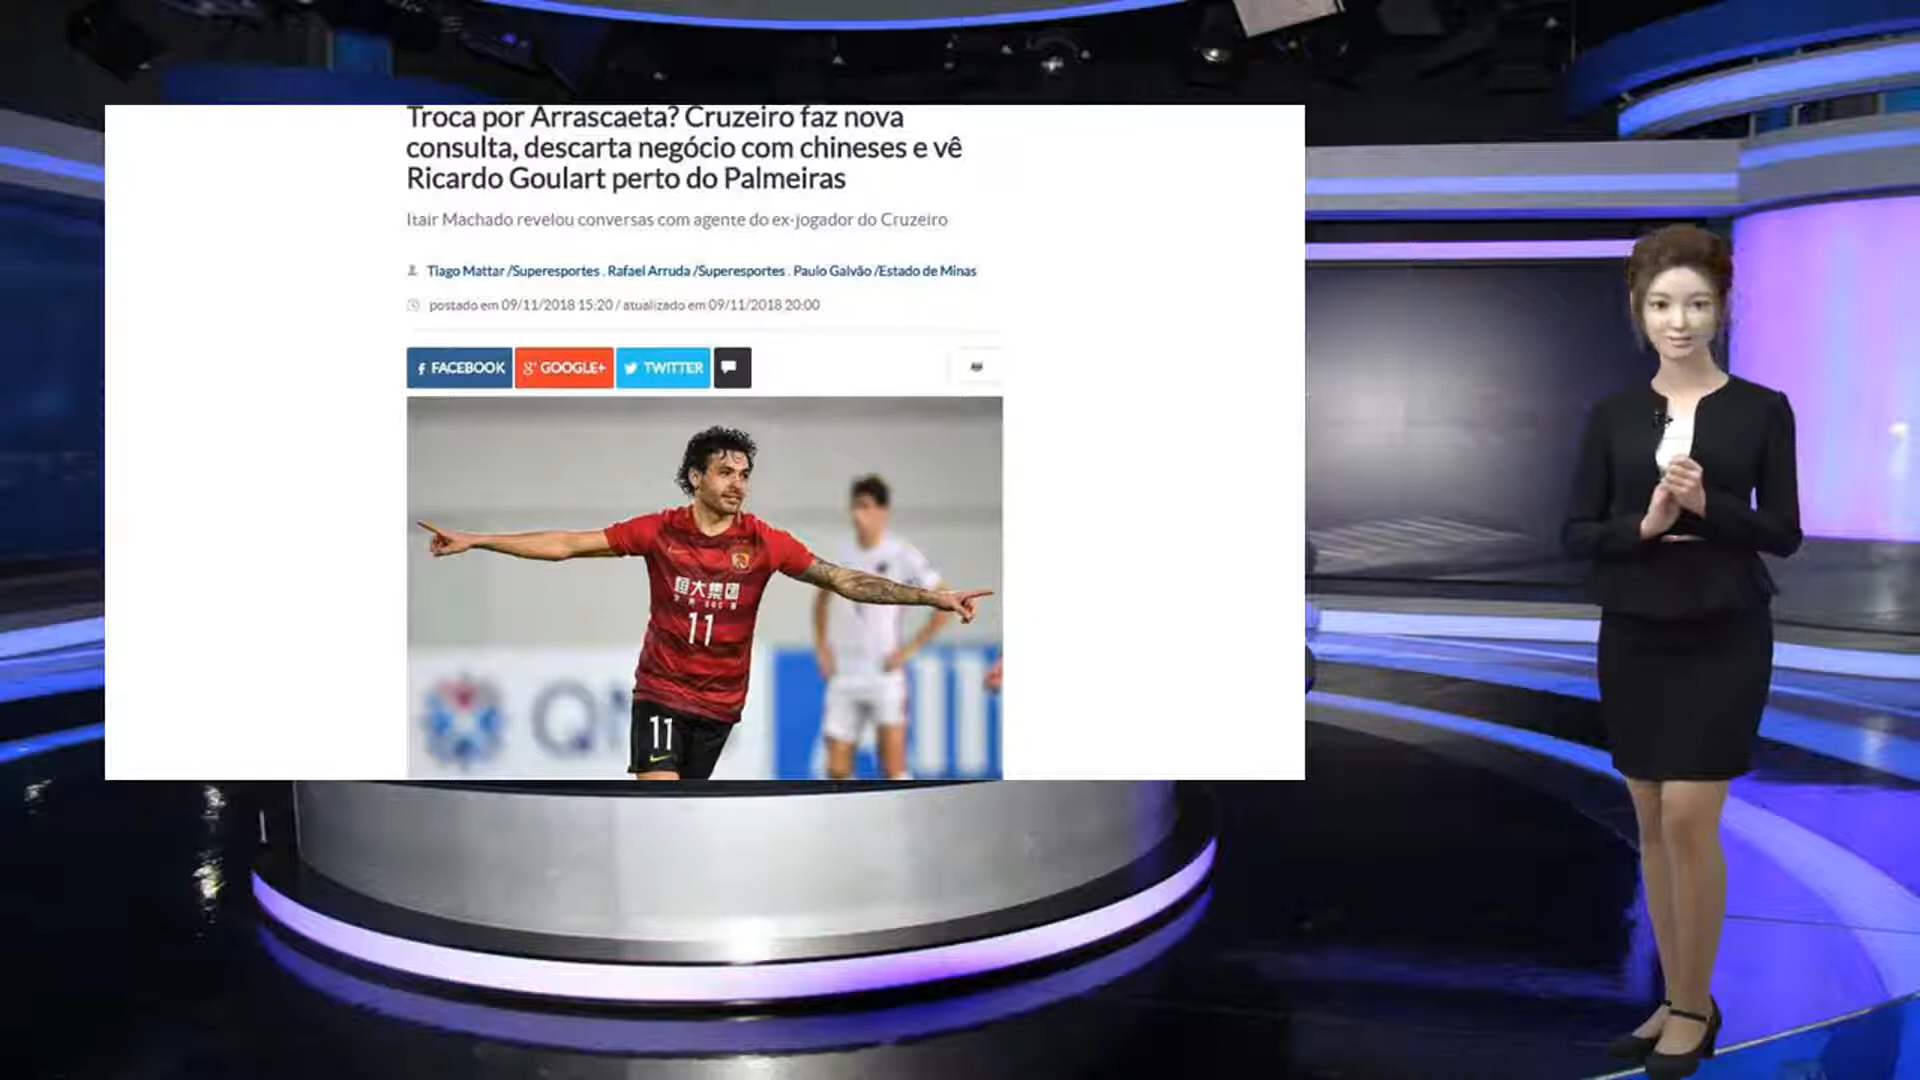 Troca por Arrascaeta? Cruzeiro faz nova
consulta, descarta negócio com chineses e vê
Ricardo Goulart perto do Palmeiras
Itair Machado revelou conversas com agente do ex-jogador do Cruzeiro
Tiago Mattar /Superesportes . Rafael Arruda /Superesportes . Paulo Galvão /Estado de Minas
postado em 09/11/2018 15:20 / atualizado em 09/11/2018 20:00
f FACEBOOK g+ GOOGLE+ TWITTER
恒大集团
11
11